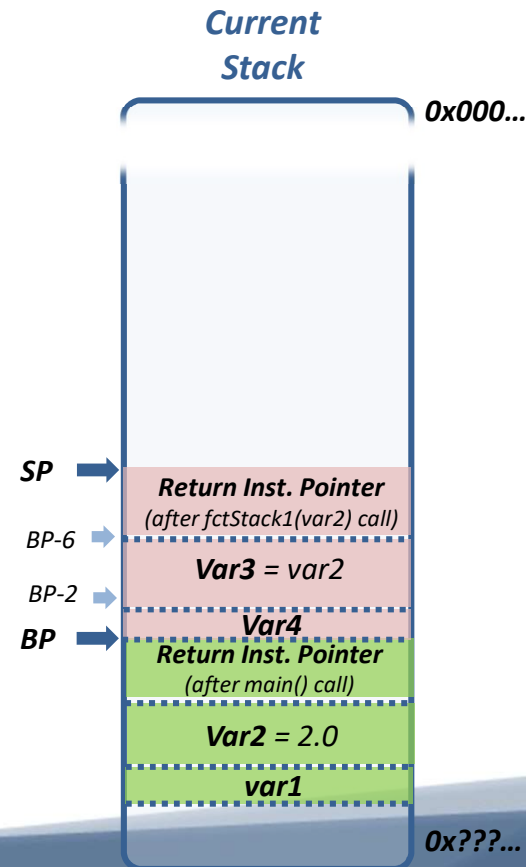 Current
Stack
0x000...
SP
Return Inst. Pointer
(after fctStack1(var2) call)
BP-6
Var3 = var2
BP-2
Var4
BP
Return Inst. Pointer
(after main() call)
Var2 = 2.0
var1
0x???...